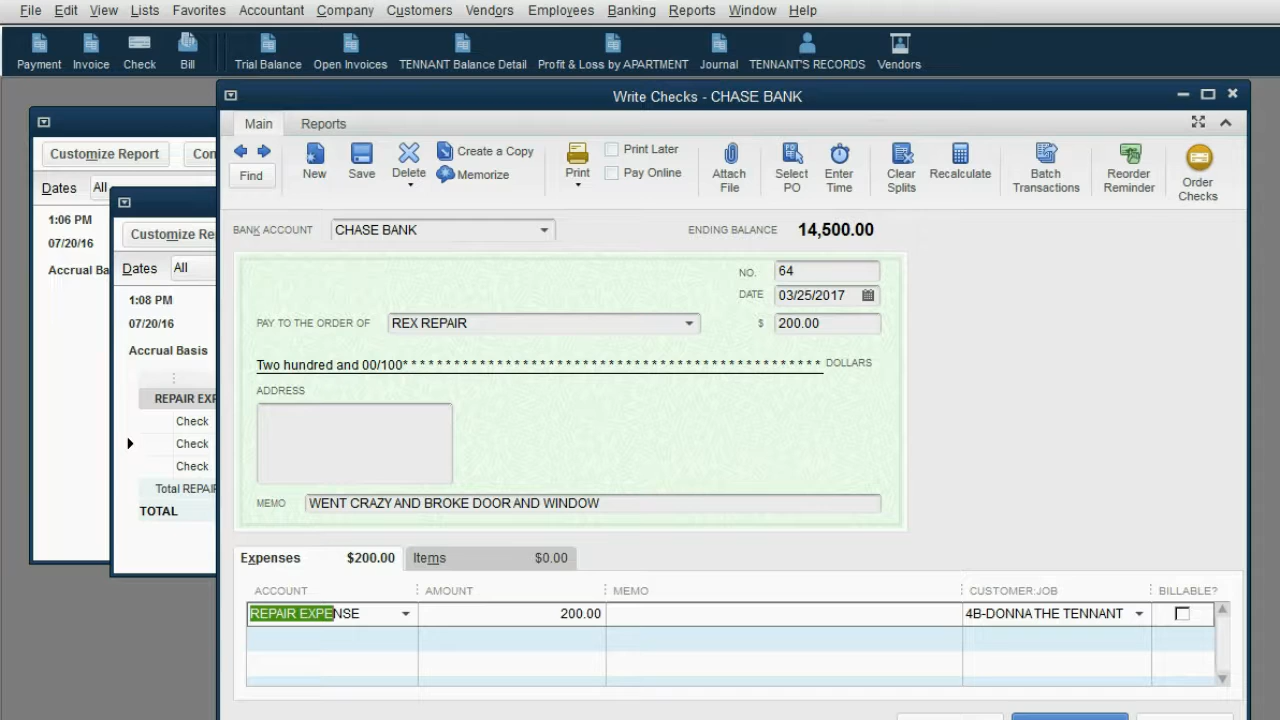 File Edit View Lists Favorites Accountant Company Customers Vendors Employees Banking Reports Window Help
Payment Invoice Check Bill Trial Balance Open Invoices TENNANT Balance Detail Profit & Loss by APARTMENT Journal TENNANT'S RECORDS Vendors
Write Checks - CHASE BANK
Main Reports
Customize Report
Dates All
1:06 PM
07/20/16
Customize Re
Dates All
1:08 PM
07/20/16
Accrual Basis
REPAIR EXP
Check
Check
Check
Total REPAIR
TOTAL
Find New Save Delete Create a Copy Memorize Print Print Later Pay Online Attach File Select PO Enter Time Clear Splits Recalculate Batch Transactions Reorder Reminder Order Checks
BANK ACCOUNT CHASE BANK ENDING BALANCE 14,500.00
NO. 64
DATE 03/25/2017
PAY TO THE ORDER OF REX REPAIR $ 200.00
Two hundred and 00/100* * * * * * * * * * * * * * * * * * * * * * * * * * * * * * * * * * * * * * * * * * * * * * * * * DOLLARS
ADDRESS
MEMO WENT CRAZY AND BROKE DOOR AND WINDOW
Expenses $200.00 Items $0.00
ACCOUNT AMOUNT MEMO CUSTOMER:JOB BILLABLE?
REPAIR EXPENSE 200.00 4B-DONNA THE TENNANT